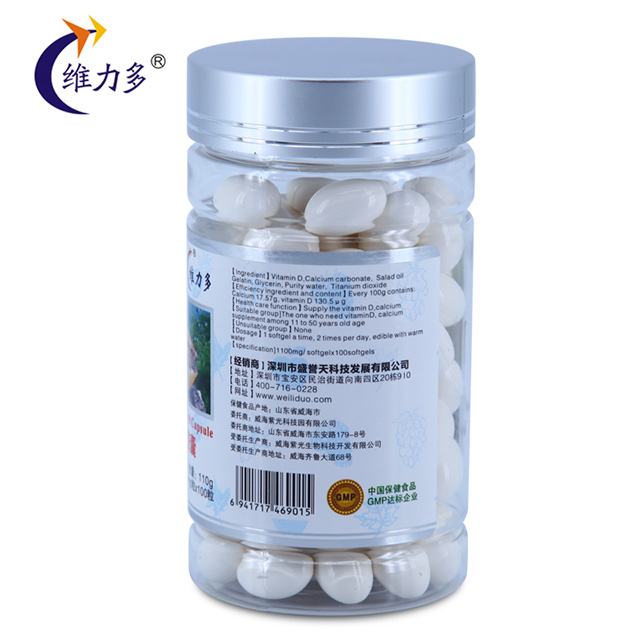 维力多®
维力多®
【Ingredient】Vitamin D,Calcium carbonate, Salad oil
Gelatin, Glycerin, Purity water, Titanium dioxide
【Efficiency ingredient and content】Every 100g contains:
Calcium 17.57g, vitamin D 130.5 μg
【Health care function】Supply the vitamin D,calcium
【Suitable group】The one who need vitaminD, calcium
supplement among 11 to 50 years old age
【Unsuitable group】None
【Dosage】1 softgel a time, 2 times per day, edible with warm
water
【specification】1100mg/ softgelx100softgels
【经销商】深圳市盛誉天科技发展有限公司
【地址】深圳市宝安区民治街道向南四区20栋910
【电话】400-716-0228
【网址】www.weiliduo.com
保健食品产地:山东省威海市
委托商:威海紫光科技园有限公司
委托商地址:山东省威海市东安路179-8号
受委托生产商:威海紫光生物科技开发有限公司
受委托生产商地址:威海齐鲁大道68号
Capsule
囊
110g
x100粒
6 941717 469015
GMP
中国保健食品
GMP达标企业